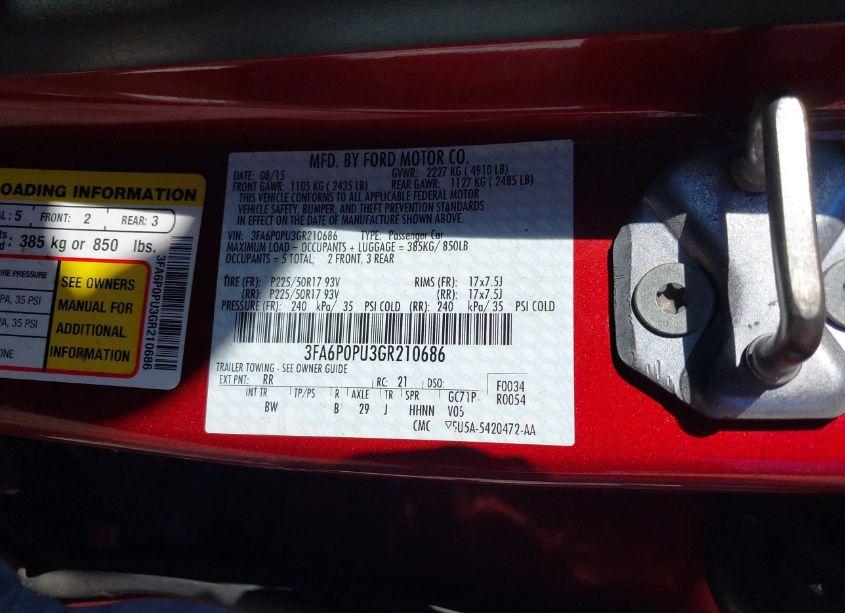 LOADING INFORMATION
: 5 FRONT: 2 REAR: 3
385 kg or 850 lbs.
TIRE PRESSURE
35 PSI
35 PSI
SEE OWNERS
MANUAL FOR
ADDITIONAL
INFORMATION
3FA6P0PU3GR210686
MFD. BY FORD MOTOR CO.
DATE: 08/15 GVWR: 2227 KG ( 4910 LB)
FRONT GAWR: 1105 KG ( 2435 LB) REAR GAWR: 1127 KG ( 2485 LB)
THIS VEHICLE CONFORMS TO ALL APPLICABLE FEDERAL MOTOR
VEHICLE SAFETY, BUMPER, AND THEFT PREVENTION STANDARDS
IN EFFECT ON THE DATE OF MANUFACTURE SHOWN ABOVE.
VIN: 3FA6P0PU3GR210686 TYPE: Passenger Car
MAXIMUM LOAD - OCCUPANTS + LUGGAGE = 385KG/ 850LB
OCCUPANTS = 5 TOTAL; 2 FRONT, 3 REAR
TIRE (FR): P225/50R17 93V RIMS (FR): 17x7.5J
(RR): P225/50R17 93V (RR): 17x7.5J
PRESSURE (FR): 240 kPa/ 35 PSI COLD (RR): 240 kPa/ 35 PSI COLD
3FA6P0PU3GR210686
TRAILER TOWING - SEE OWNER GUIDE
EXT PNT: RR RC: 21 DSO: F0034
INT TR TP/PS R AXLE TR SPR GC71P R0054
BW B 29 J HHNN V05
CMC ▽5U5A-5420472-AA